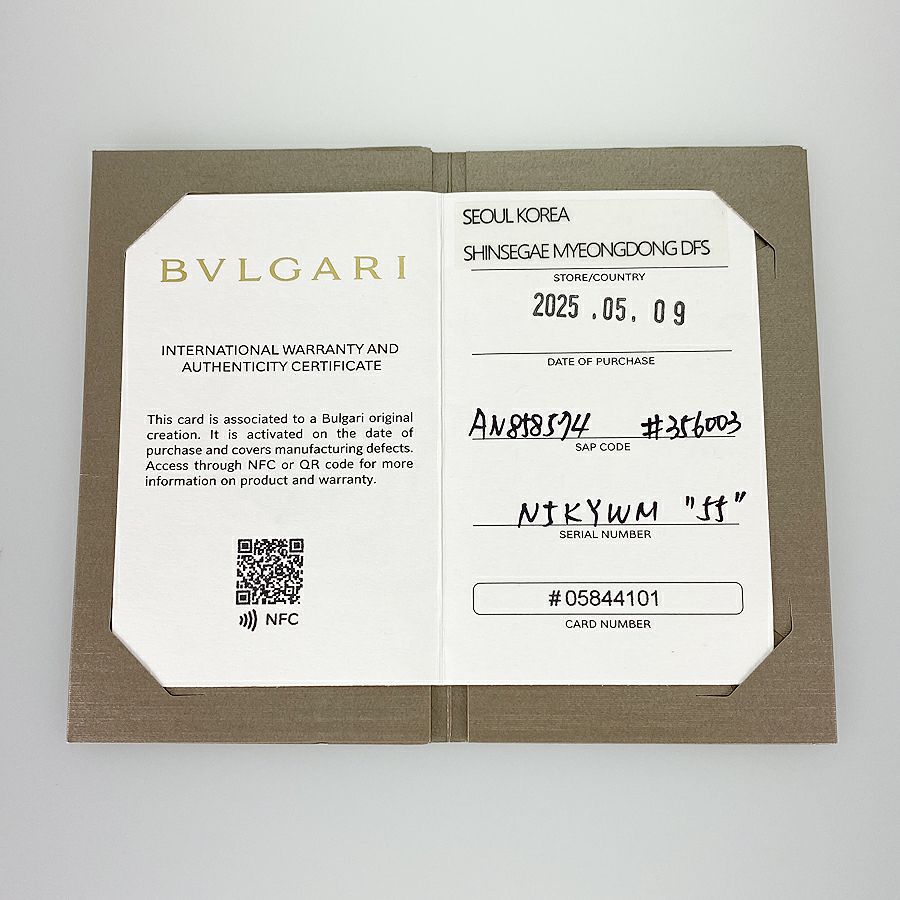 BVLGARI
INTERNATIONAL WARRANTY AND
AUTHENTICITY CERTIFICATE
This card is associated to a Bulgari original
creation. It is activated on the date of
purchase and covers manufacturing defects.
Access through NFC or QR code for more
information on product and warranty.
NFC
SEOUL KOREA
SHINSEGAE MYEONGDONG DFS
STORE/COUNTRY
2025 .05. 09
DATE OF PURCHASE
AN858574 #356003
SAP CODE
N5KYWM "55"
SERIAL NUMBER
#05844101
CARD NUMBER